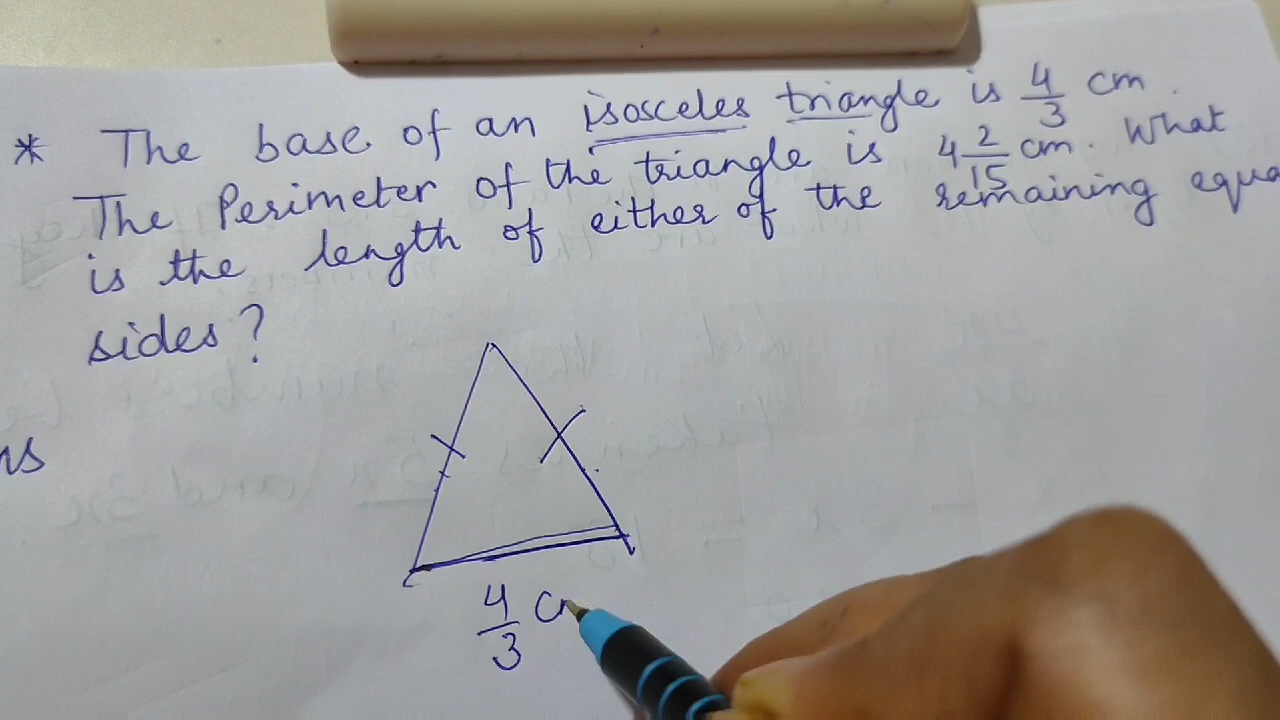 * The base of an isosceles triangle is 4/3 cm.
The Perimeter of the triangle is 4 2/15 cm. What
is the length of either of the remaining equa
sides?
ns
4/3 c